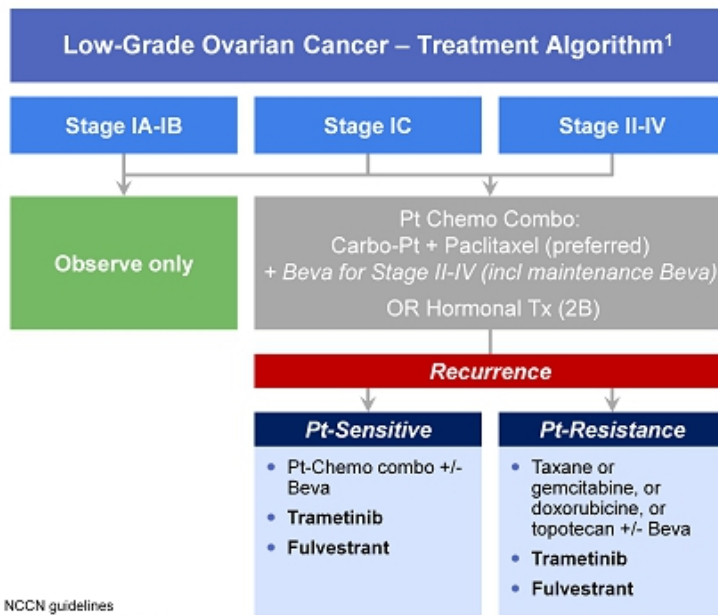 Low-Grade Ovarian Cancer – Treatment Algorithm¹
Stage IA-IB
Stage IC
Stage II-IV
Observe only
Pt Chemo Combo:
Carbo-Pt + Paclitaxel (preferred)
+ Beva for Stage II-IV (incl maintenance Beva)
OR Hormonal Tx (2B)
Recurrence
Pt-Sensitive
• Pt-Chemo combo +/-
Beva
• Trametinib
• Fulvestrant
Pt-Resistance
• Taxane or
gemcitabine, or
doxorubicine, or
topotecan +/- Beva
• Trametinib
• Fulvestrant
NCCN guidelines